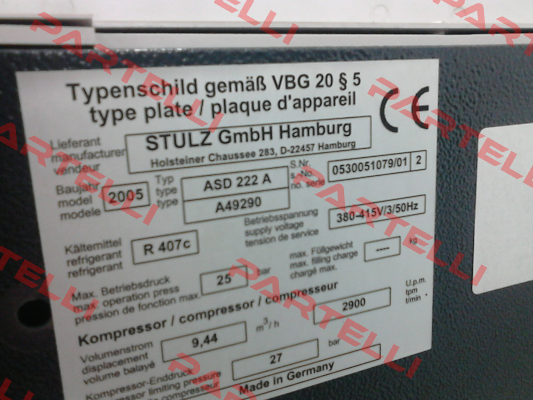 Typenschild gemäß VBG 20 § 5
type plate / plaque d'appareil
Lieferant
manufacturer
vendeur
STULZ GmbH Hamburg
Holsteiner Chaussee 283, D-22457 Hamburg
CE
Baujahr
model
modele
2005
Typ
type
type
ASD 222 A
A49290
S.Nr.
s.-No.
no. serie
0530051079/01 2
Kältemittel
refrigerant
refrigerant
R 407c
Betriebsspannung
supply voltage
tension de service
380-415V/3/50Hz
Max. Betriebsdruck
max. operation press
pression de fonction max.
25 bar
max. Füllgewicht
max. filling charge
chargé max.
---- kg
Kompressor / compressor / compresseur
Volumenstrom
displacement
volume balayé
9,44 m³/h
2900
U.p.m.
tpm
t/min.
Kompressor-Enddruck
compressor limiting pressure
27 bar
Made in Germany
PARTELLI
PARTELLI
PARTELLI
PARTELLI
PARTELLI